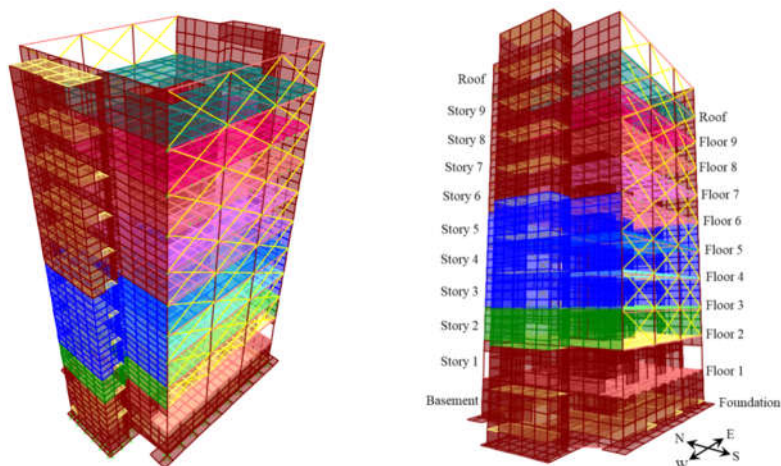 Roof
Story 9
Story 8
Story 7
Story 6
Story 5
Story 4
Story 3
Story 2
Story 1
Basement
Roof
Floor 9
Floor 8
Floor 7
Floor 6
Floor 5
Floor 4
Floor 3
Floor 2
Floor 1
Foundation
N E
W S